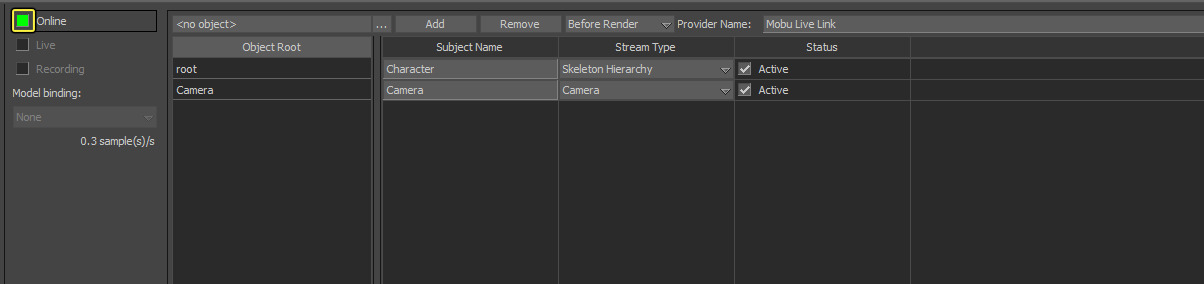 Online
<no object> ... Add Remove Before Render Provider Name: Mobu Live Link
Live
Object Root Subject Name Stream Type Status
Recording
root Character Skeleton Hierarchy Active
Model binding:
Camera Camera Camera Active
None
0.3 sample(s)/s